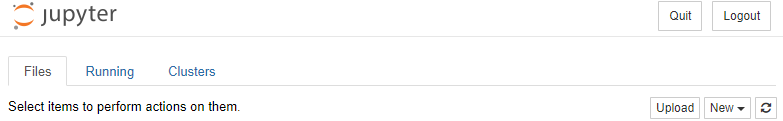 jupyter Quit Logout
Files Running Clusters
Select items to perform actions on them. Upload New